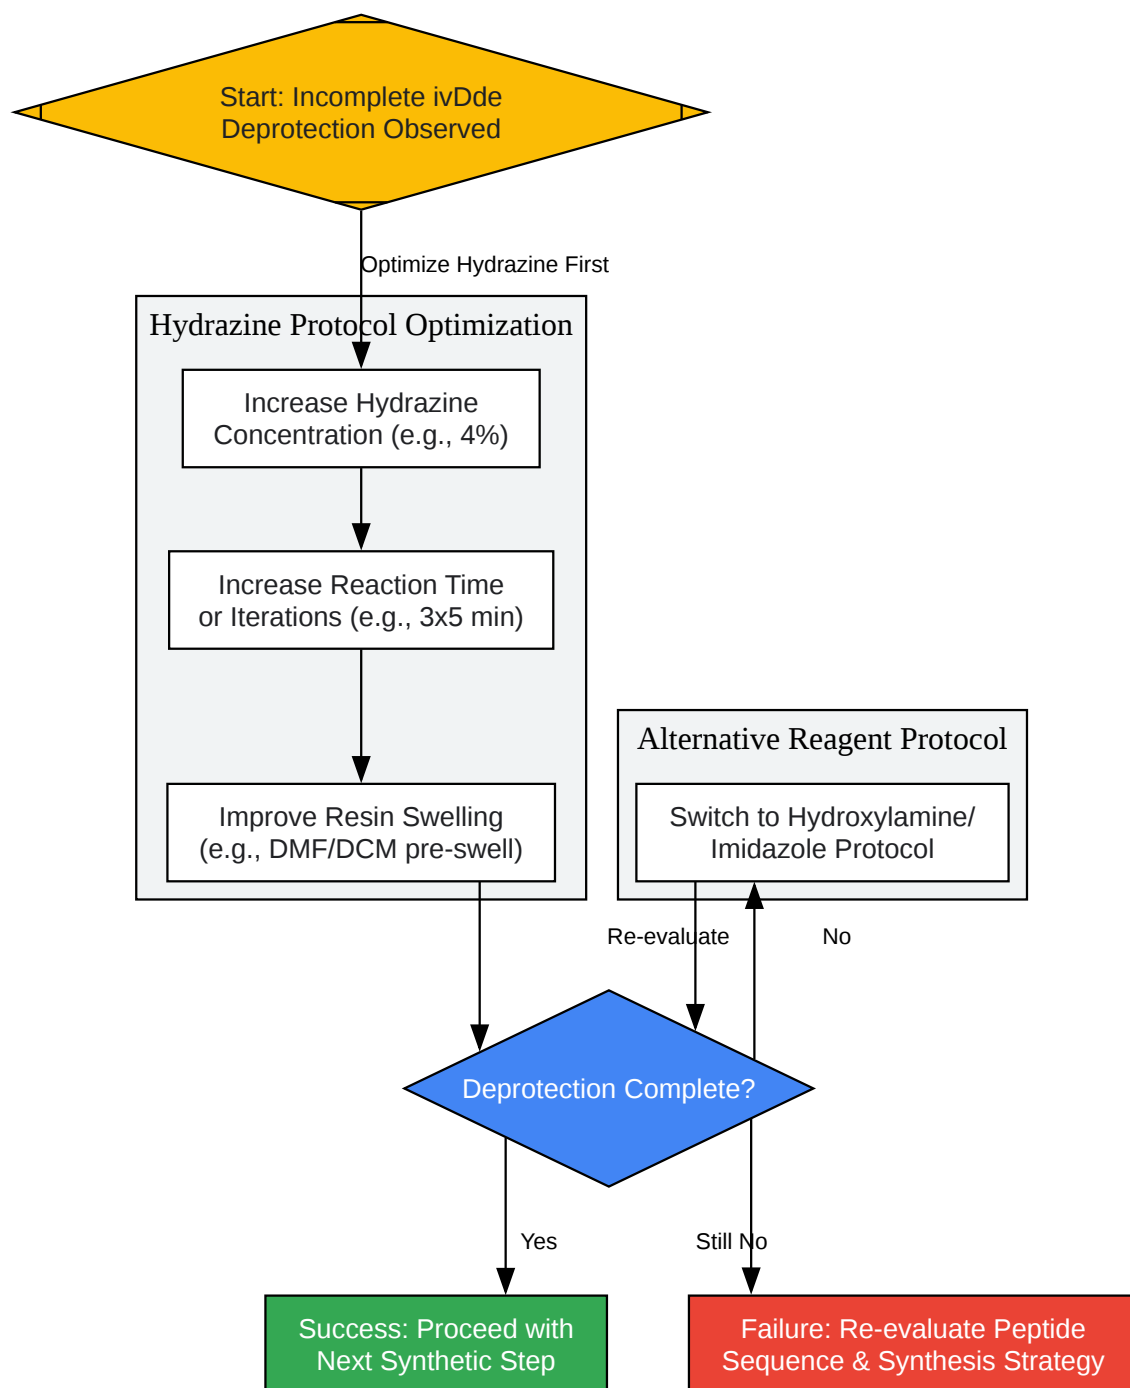 Start: Incomplete ivDde
Deprotection Observed
Optimize Hydrazine First
Hydrazine Protocol Optimization
Increase Hydrazine
Concentration (e.g., 4%)
Increase Reaction Time
or Iterations (e.g., 3x5 min)
Improve Resin Swelling
(e.g., DMF/DCM pre-swell)
Alternative Reagent Protocol
Switch to Hydroxylamine/
Imidazole Protocol
Re-evaluate
No
Deprotection Complete?
Yes
Still No
Success: Proceed with
Next Synthetic Step
Failure: Re-evaluate Peptide
Sequence & Synthesis Strategy